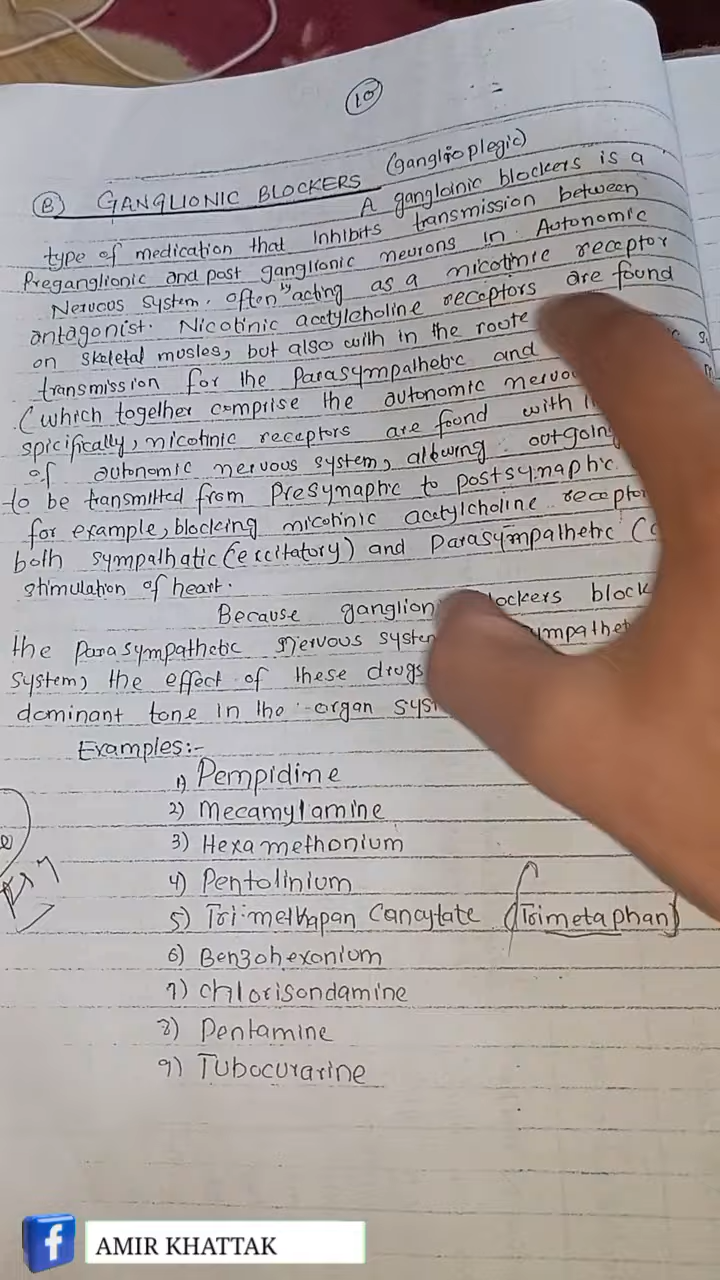 10
(B) GANGLIONIC BLOCKERS (ganglioplegic)
A gangloinic blockers is a
type of medication that inhibits transmission between
Preganglionic and post ganglionic neurons in Autonomic
Nervous System, often by acting as a nicotinic receptor
antagonist. Nicotinic acetylcholine receptors are found
on skeletal musles, but also with in the route
transmission for the Parasympathetic and
(which together comprise the autonomic nervou
spicifically, nicotinic receptors are found with i
of autonomic nervous system, allowing outgoin
to be transmitted from Presynaptic to postsynaptic
for example, blocking nicotinic acetylcholine recepto
both sympathatic (excitatory) and Parasympathetic (
stimulation of heart.
Because ganglion lockers block
the Parasympathetic nervous system ympathet
system, the effect of these drugs
dominant tone in the organ sys
Examples:-
1) Pempidine
2) Mecamylamine
3) Hexamethonium
4) Pentolinium
5) Trimethapan Cancytate (Trimetaphan)
6) Benzohexonium
7) Chlorisondamine
8) Pentamine
9) Tubocurarine
f AMIR KHATTAK